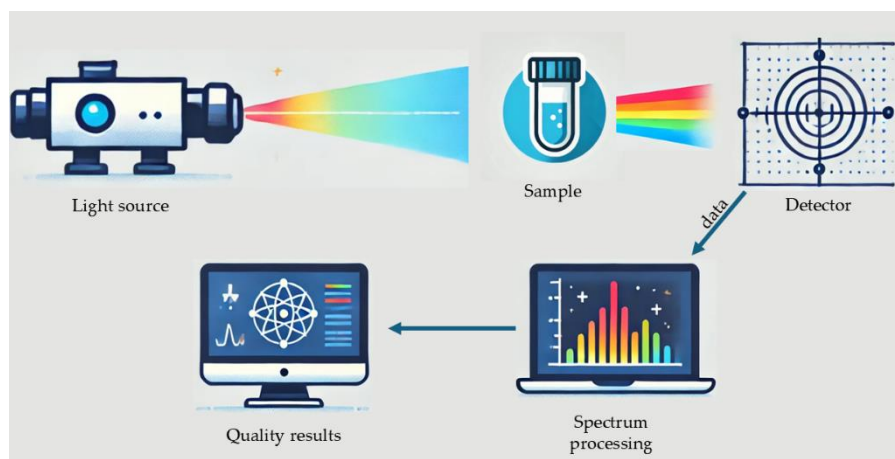 Light source
Sample
Detector
data
Quality results
Spectrum
processing